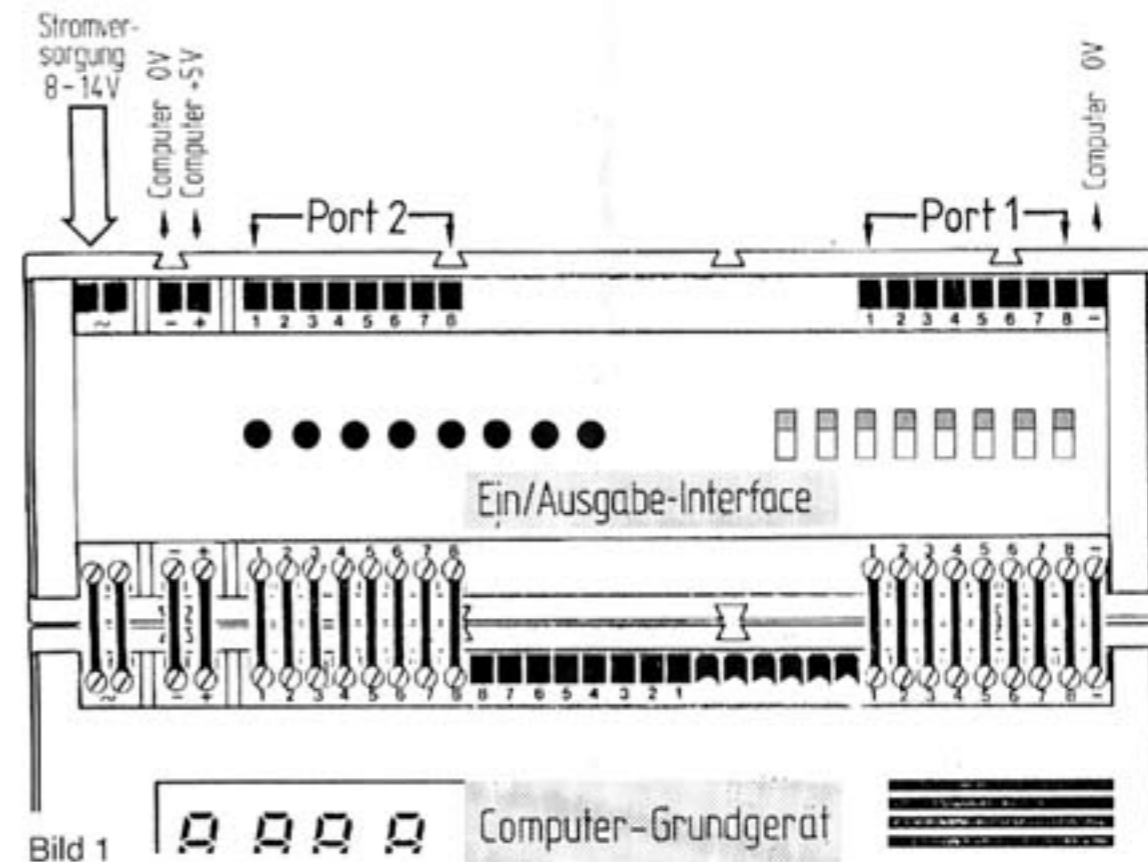 Stromver-
sorgung
8-14V
Computer 0V
Computer +5V
Computer 0V
Port 2
Port 1
~ - + 1 2 3 4 5 6 7 8 1 2 3 4 5 6 7 8 -
Ein/Ausgabe-Interface
- + 1 2 3 4 5 6 7 8 1 2 3 4 5 6 7 8 -
8 7 6 5 4 3 2 1
~ - + 1 2 3 4 5 6 7 8 1 2 3 4 5 6 7 8 -
Computer-Grundgerät
Bild 1